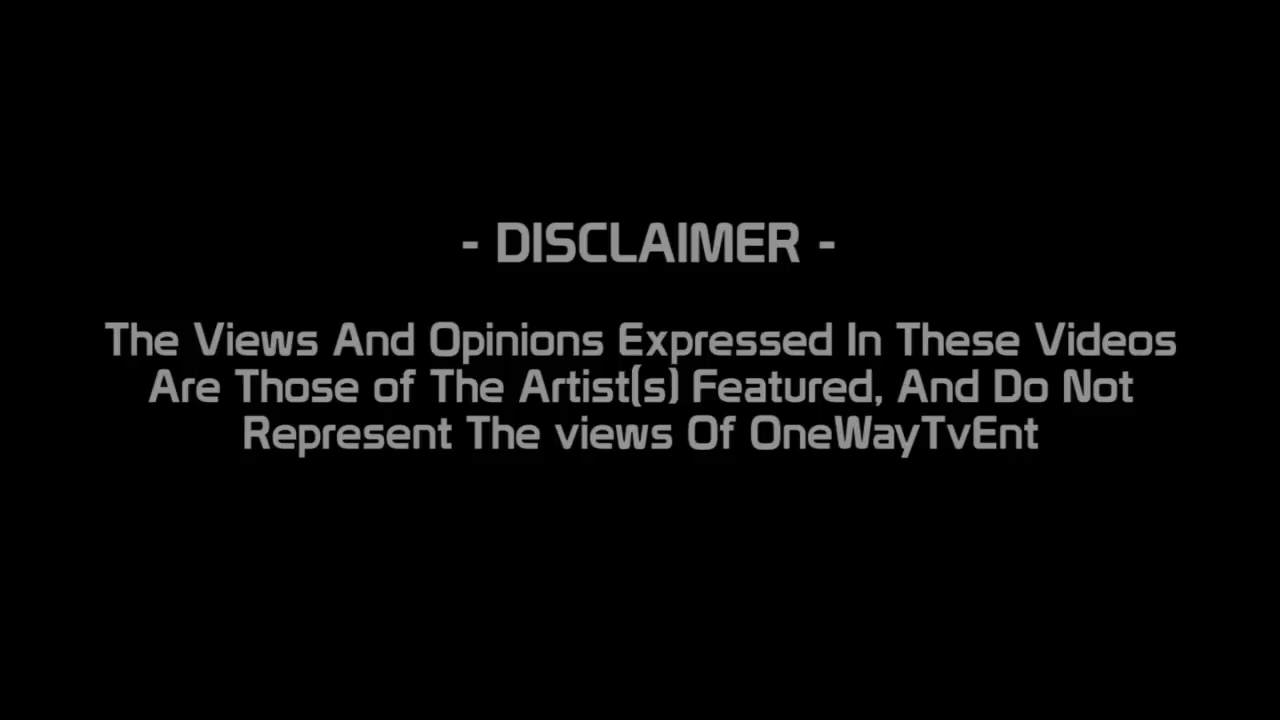 - DISCLAIMER -
The Views And Opinions Expressed In These Videos
Are Those of The Artist(s) Featured, And Do Not
Represent The views Of OneWayTvEnt